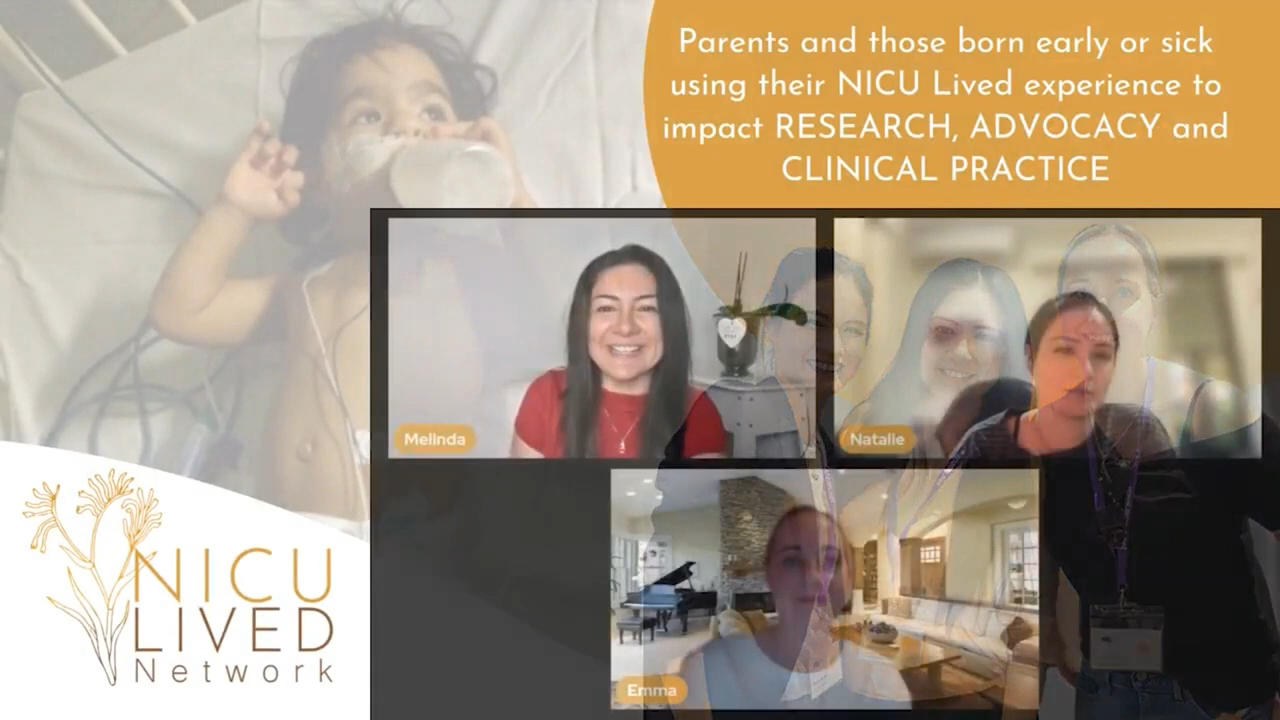 Parents and those born early or sick
using their NICU Lived experience to
impact RESEARCH, ADVOCACY and
CLINICAL PRACTICE
Melinda
Natalie
Emma
NICU
LIVED
Network